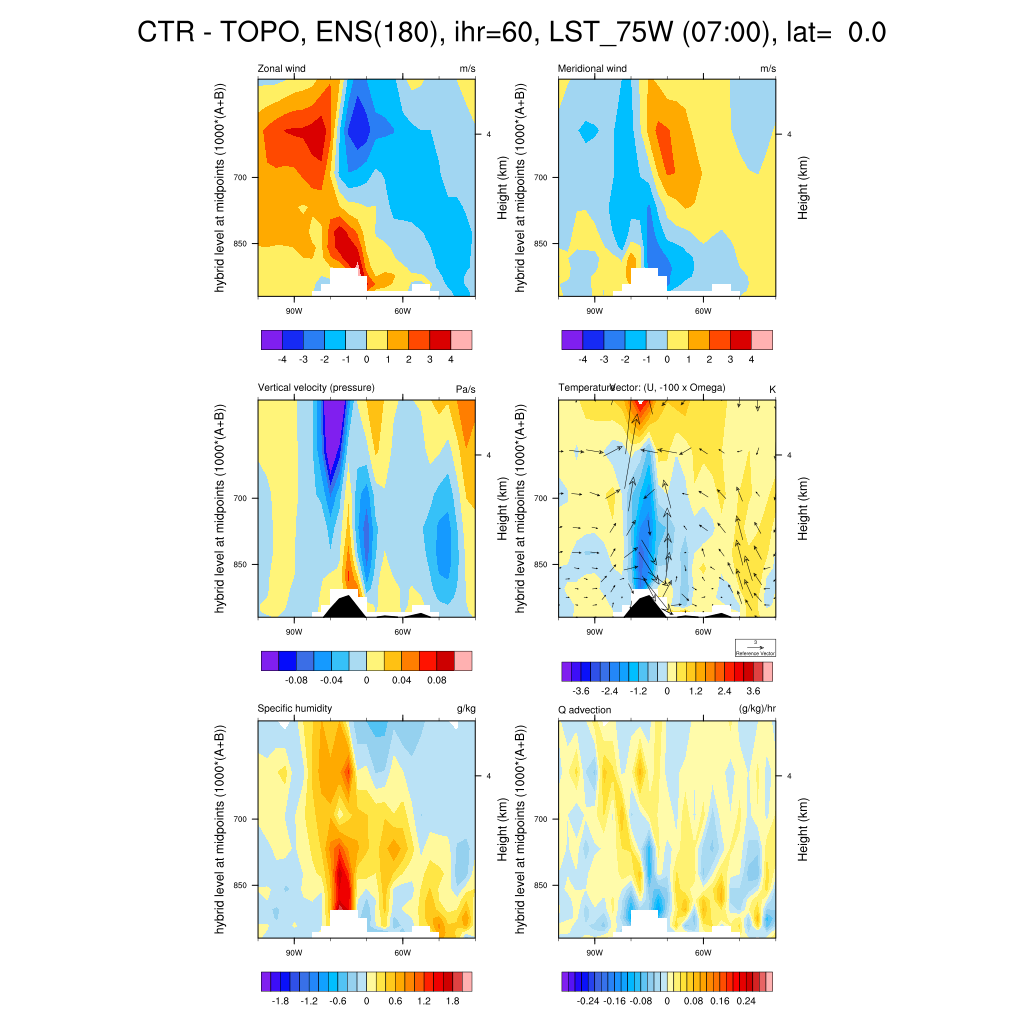 CTR - TOPO, ENS(180), ihr=60, LST_75W (07:00), lat= 0.0
Zonal wind m/s
hybrid level at midpoints (1000*(A+B))
700
850
4
Height (km)
90W 60W
-4 -3 -2 -1 0 1 2 3 4
Meridional wind m/s
hybrid level at midpoints (1000*(A+B))
700
850
4
Height (km)
90W 60W
-4 -3 -2 -1 0 1 2 3 4
Vertical velocity (pressure) Pa/s
hybrid level at midpoints (1000*(A+B))
700
850
4
Height (km)
90W 60W
-0.08 -0.04 0 0.04 0.08
Temperature Vector: (U, -100 x Omega) K
hybrid level at midpoints (1000*(A+B))
700
850
4
Height (km)
90W 60W
3
Reference Vector
-3.6 -2.4 -1.2 0 1.2 2.4 3.6
Specific humidity g/kg
hybrid level at midpoints (1000*(A+B))
700
850
4
Height (km)
90W 60W
-1.8 -1.2 -0.6 0 0.6 1.2 1.8
Q advection (g/kg)/hr
hybrid level at midpoints (1000*(A+B))
700
850
4
Height (km)
90W 60W
-0.24 -0.16 -0.08 0 0.08 0.16 0.24